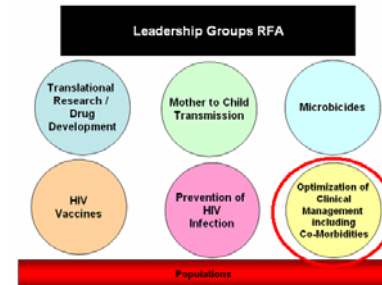 Leadership Groups RFA
Translational
Research /
Drug
Development
Mother to Child
Transmission
Microbicides
HIV
Vaccines
Prevention of
HIV
Infection
Optimization of
Clinical
Management
including
Co-Morbidities
Populations